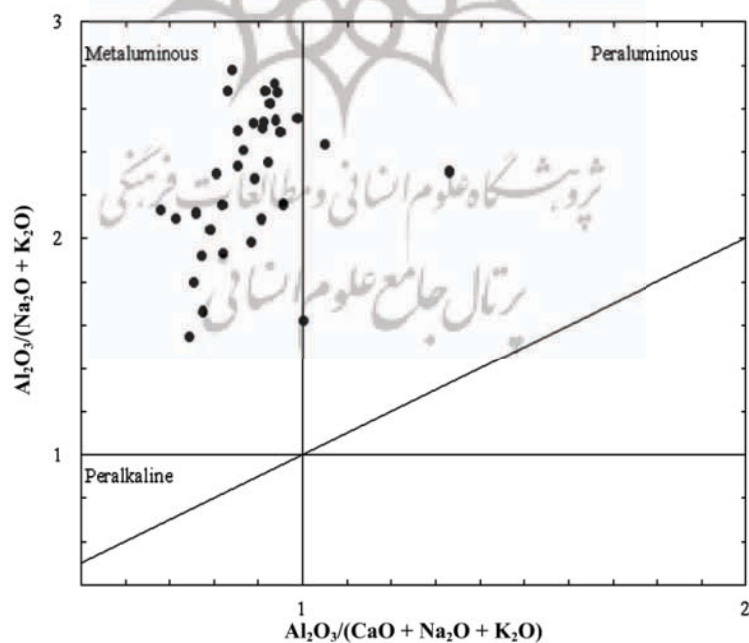 3
Metaluminous Peraluminous
پژوهشگاه علوم انسانی و مطالعات فرهنگی
2
پرتال جامع علوم انسانی
Al₂O₃/(Na₂O + K₂O)
1
Peralkaline
1 2
Al₂O₃/(CaO + Na₂O + K₂O)